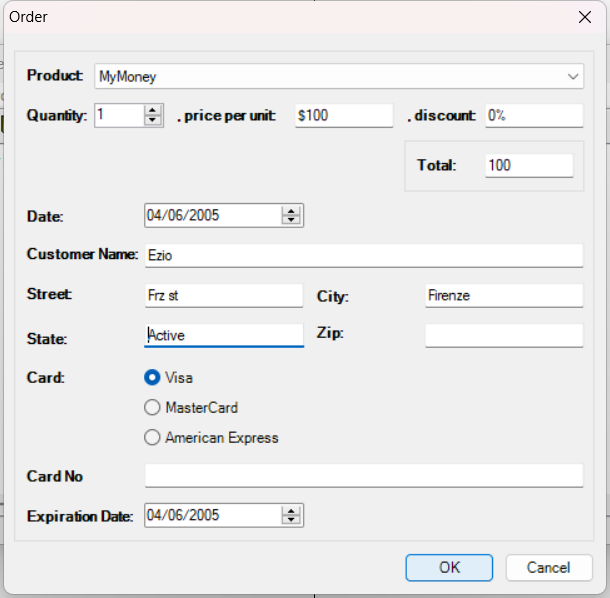 Order
Product: MyMoney
Quantity: 1 . price per unit: $100 . discount: 0%
Total: 100
Date: 04/06/2005
Customer Name: Ezio
Street: Frz st City: Firenze
State: Active Zip:
Card: Visa
MasterCard
American Express
Card No
Expiration Date: 04/06/2005
OK Cancel